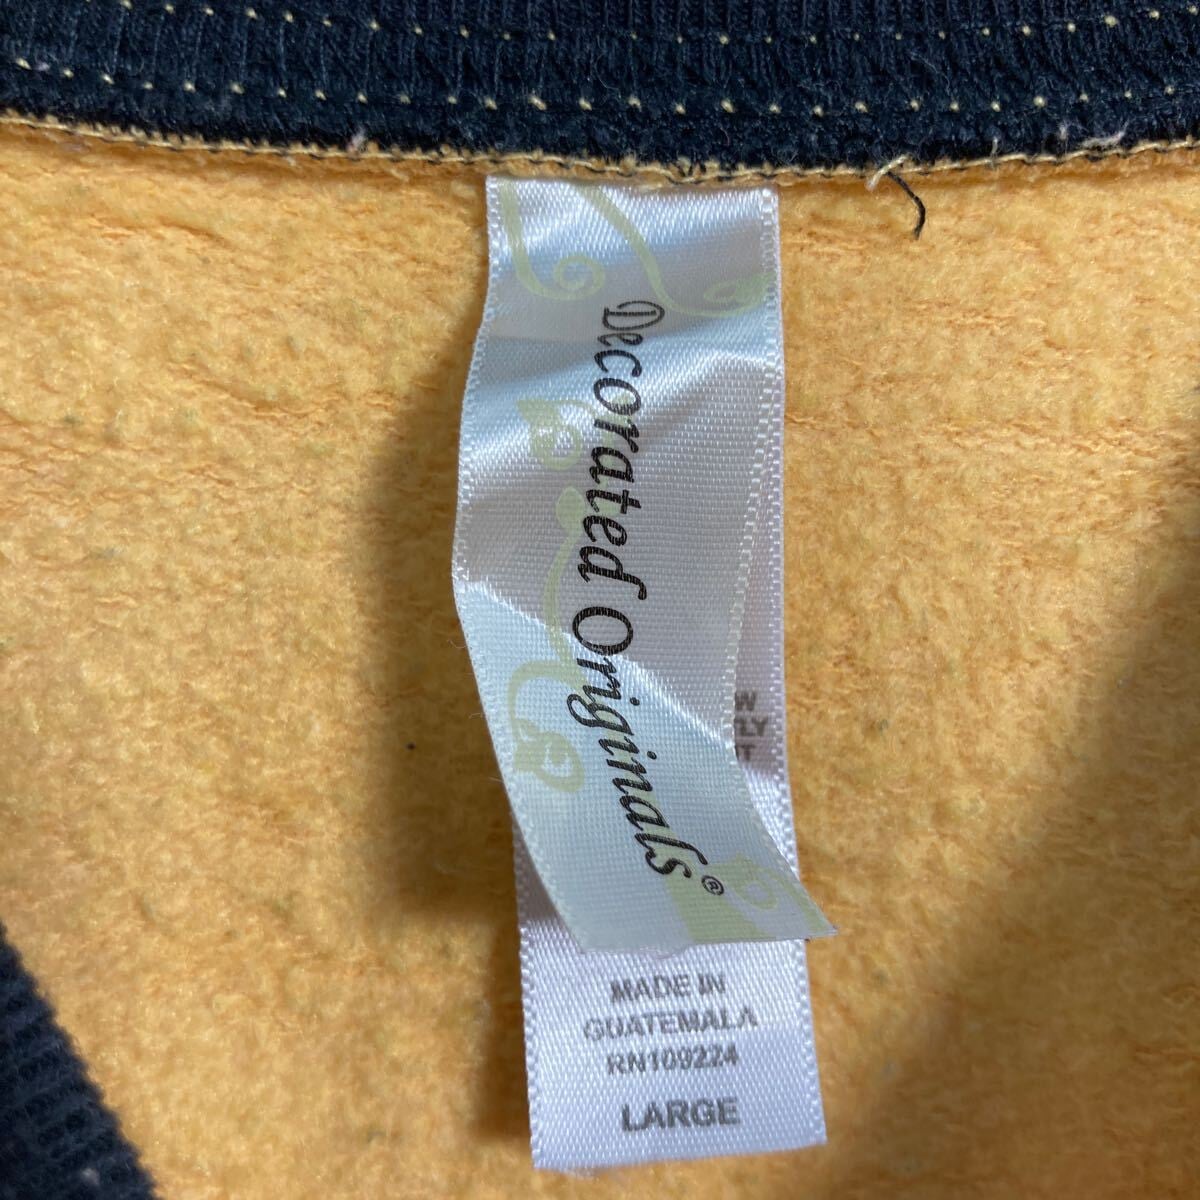 Decorated Originals®
MADE IN
GUATEMALA
RN109224
LARGE